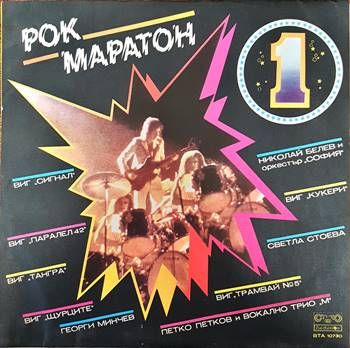 РОК
МАРАТОН
1
НИКОЛАЙ БЕЛЕВ И
ОРКЕСТЪР „СОФИЯ"
ВИГ „СИГНАЛ"
ВИГ „КУКЕРИ"
ВИГ „ПАРАЛЕЛ 42"
СВЕТЛА СТОЕВА
ВИГ „ТАНГРА"
ВИГ „ТРАМВАЙ №5"
ВИГ „ЩУРЦИТЕ"
ГЕОРГИ МИНЧЕВ
ПЕТКО ПЕТКОВ И ВОКАЛНО ТРИО „М"
ВТА 10730